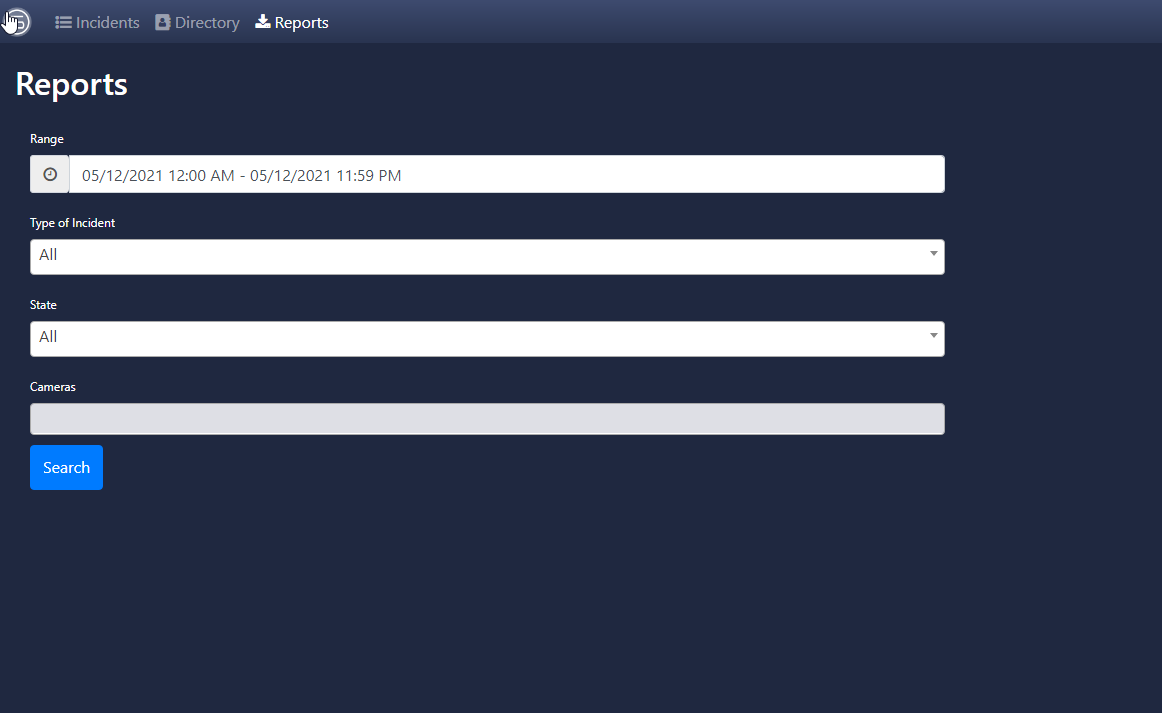 Incidents Directory Reports
Reports
Range
05/12/2021 12:00 AM - 05/12/2021 11:59 PM
Type of Incident
All
State
All
Cameras
Search